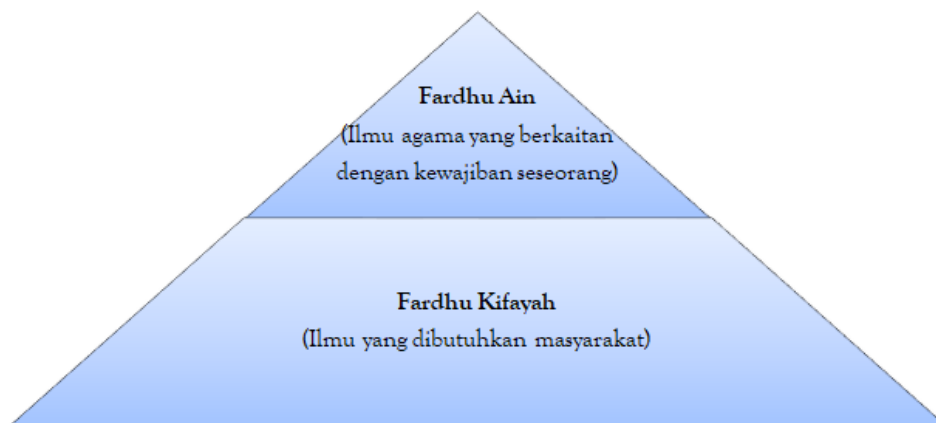 Fardhu Ain
(Ilmu agama yang berkaitan
dengan kewajiban seseorang)
Fardhu Kifayah
(Ilmu yang dibutuhkan masyarakat)